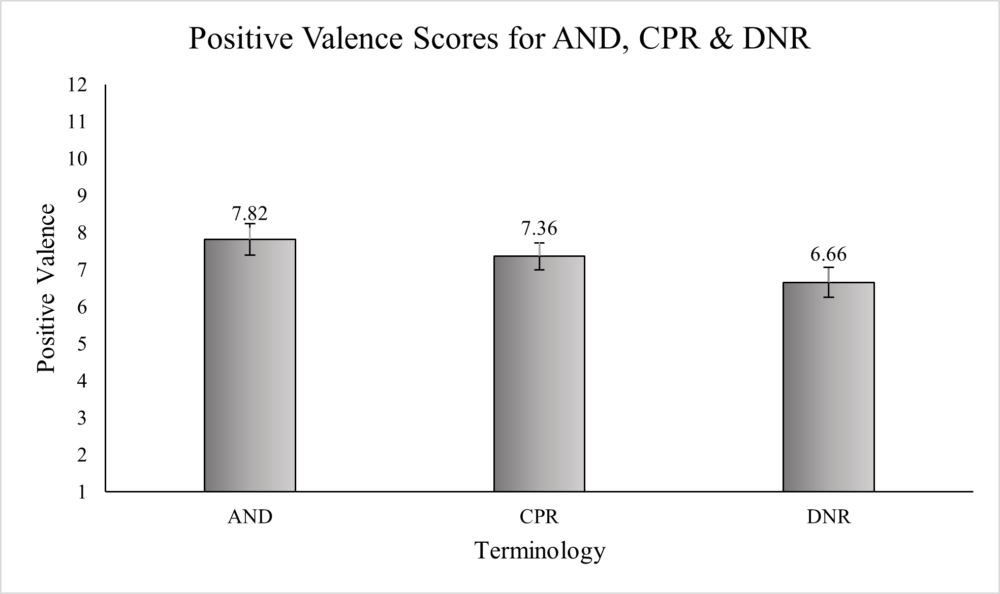 Positive Valence Scores for AND, CPR & DNR
Positive Valence
12
11
10
9
8
7
6
5
4
3
2
1
7.82
7.36
6.66
AND
CPR
DNR
Terminology